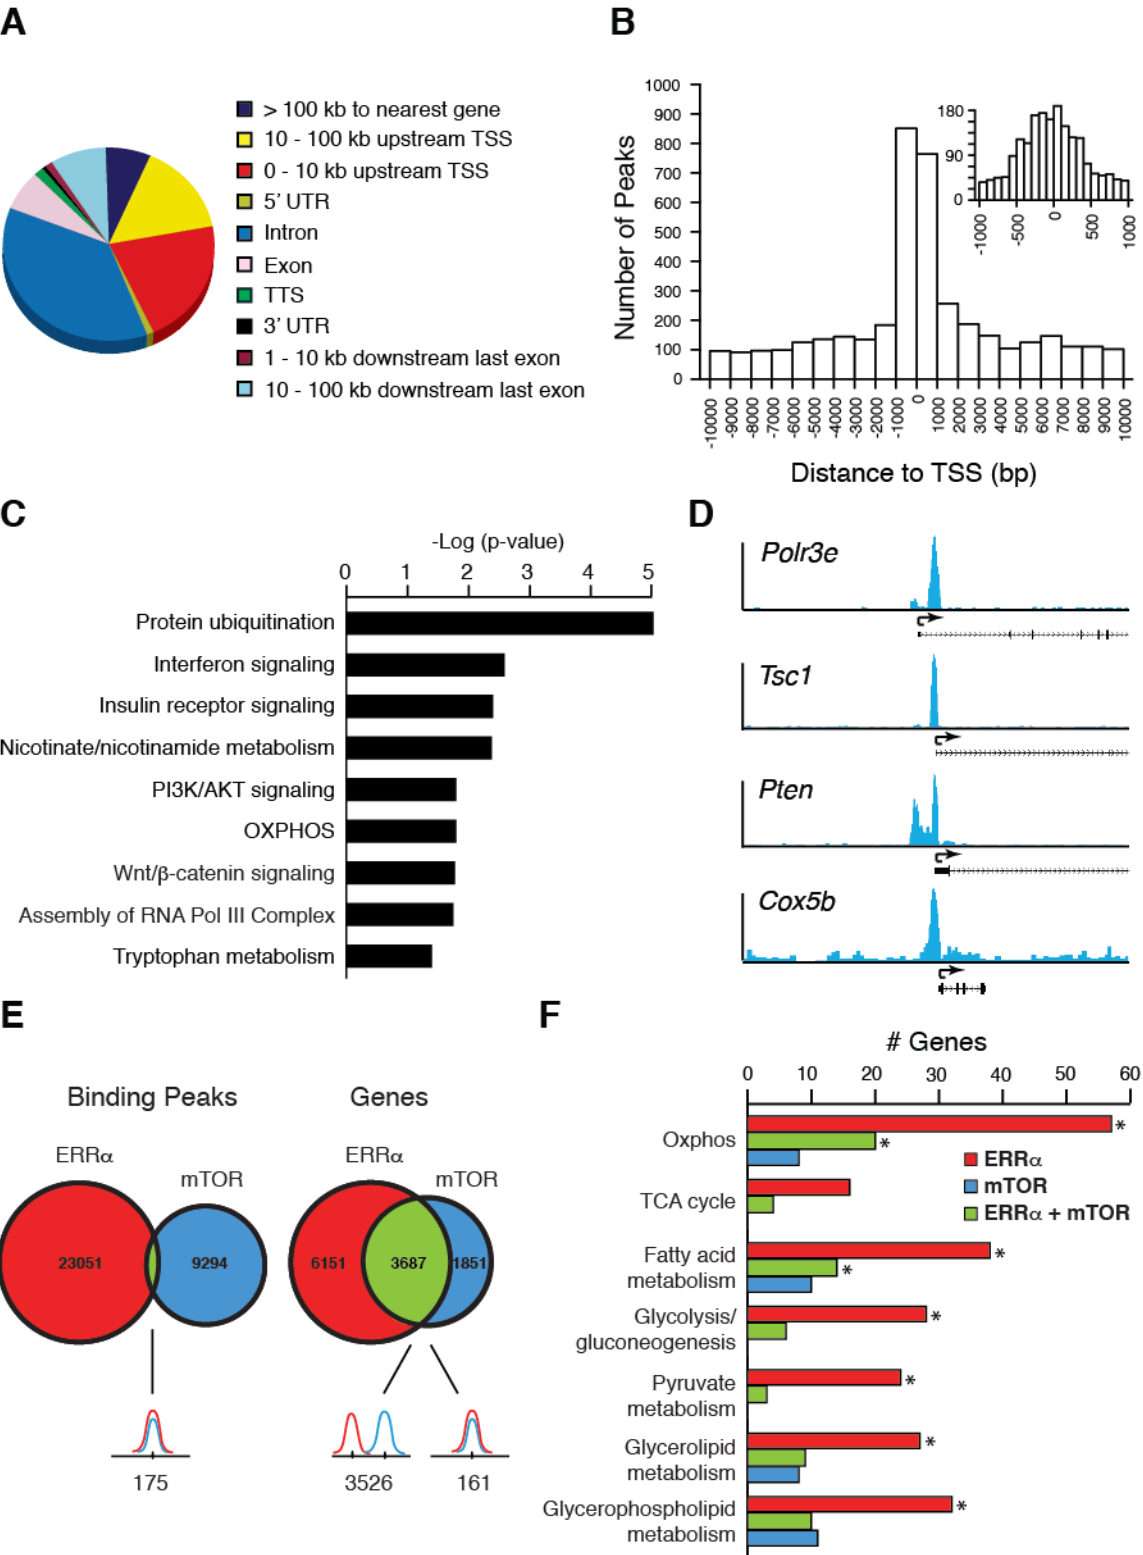 A
> 100 kb to nearest gene
10 - 100 kb upstream TSS
0 - 10 kb upstream TSS
5' UTR
Intron
Exon
TTS
3' UTR
1 - 10 kb downstream last exon
10 - 100 kb downstream last exon
B
Number of Peaks
1000
900
800
700
600
500
400
300
200
100
0
-10000
-9000
-8000
-7000
-6000
-5000
-4000
-3000
-2000
-1000
0
1000
2000
3000
4000
5000
6000
7000
8000
9000
10000
Distance to TSS (bp)
180
90
0
-1000
-500
0
500
1000
C
-Log (p-value)
0 1 2 3 4 5
Protein ubiquitination
Interferon signaling
Insulin receptor signaling
Nicotinate/nicotinamide metabolism
PI3K/AKT signaling
OXPHOS
Wnt/β-catenin signaling
Assembly of RNA Pol III Complex
Tryptophan metabolism
D
Polr3e
Tsc1
Pten
Cox5b
E
Binding Peaks
ERRα
mTOR
23051
9294
175
Genes
ERRα
mTOR
6151
3687
1851
3526
161
F
# Genes
0 10 20 30 40 50 60
Oxphos
* 
*
TCA cycle
Fatty acid
metabolism
*
*
Glycolysis/
gluconeogenesis
*
Pyruvate
metabolism
*
Glycerolipid
metabolism
*
Glycerophospholipid
metabolism
*
ERRα
mTOR
ERRα + mTOR